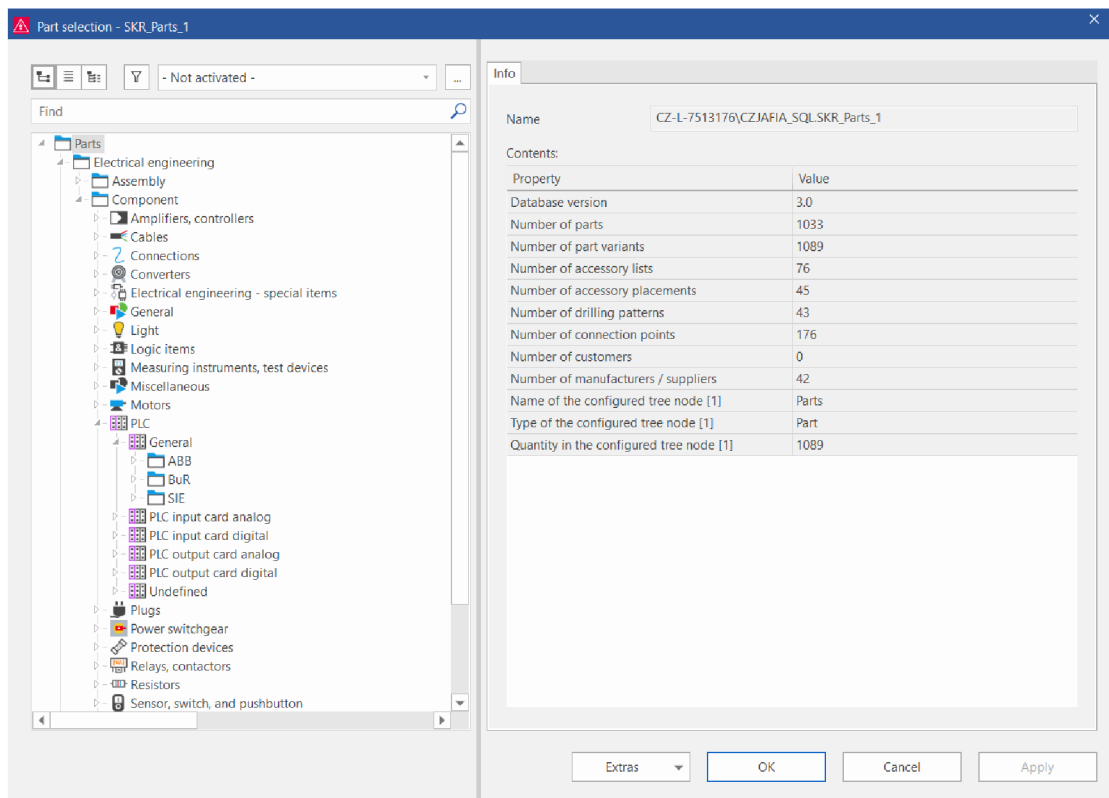 Part selection - SKR_Parts_1
- Not activated -
...
Find
Parts
Electrical engineering
Assembly
Component
Amplifiers, controllers
Cables
Connections
Converters
Electrical engineering - special items
General
Light
Logic items
Measuring instruments, test devices
Miscellaneous
Motors
PLC
General
ABB
BuR
SIE
PLC input card analog
PLC input card digital
PLC output card analog
PLC output card digital
Undefined
Plugs
Power switchgear
Protection devices
Relays, contactors
Resistors
Sensor, switch, and pushbutton
Info
Name CZ-L-7513176\CZJAFIA_SQL.SKR_Parts_1
Contents:
Property Value
Database version 3.0
Number of parts 1033
Number of part variants 1089
Number of accessory lists 76
Number of accessory placements 45
Number of drilling patterns 43
Number of connection points 176
Number of customers 0
Number of manufacturers / suppliers 42
Name of the configured tree node [1] Parts
Type of the configured tree node [1] Part
Quantity in the configured tree node [1] 1089
Extras OK Cancel Apply